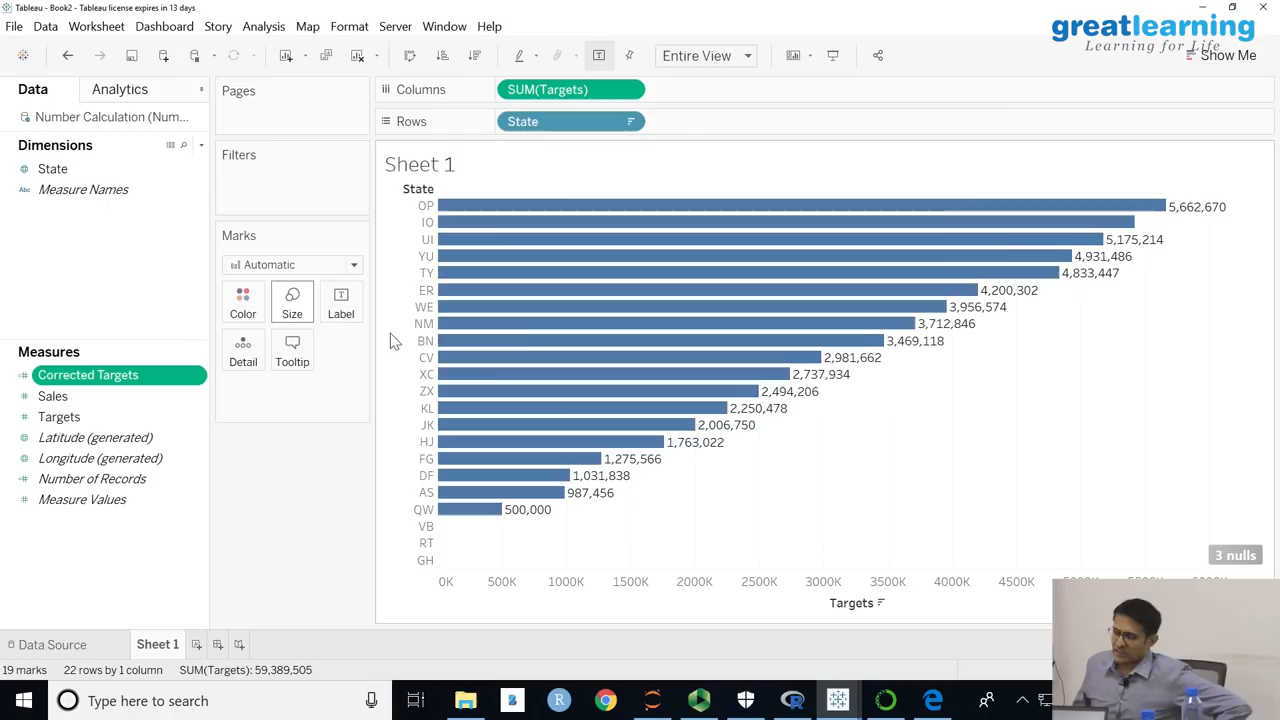 Tableau - Book2 - Tableau license expires in 13 days
File Data Worksheet Dashboard Story Analysis Map Format Server Window Help
greatlearning
Learning for Life
Entire View
Show Me
Data Analytics
Number Calculation (Num...
Dimensions
State
Abc Measure Names
Measures
Corrected Targets
Sales
Targets
Latitude (generated)
Longitude (generated)
Number of Records
Measure Values
Pages
Filters
Marks
Automatic
Color Size Label
Detail Tooltip
Columns SUM(Targets)
Rows State
Sheet 1
State
OP 5,662,670
IO
UI 5,175,214
YU 4,931,486
TY 4,833,447
ER 4,200,302
WE 3,956,574
NM 3,712,846
BN 3,469,118
CV 2,981,662
XC 2,737,934
ZX 2,494,206
KL 2,250,478
JK 2,006,750
HJ 1,763,022
FG 1,275,566
DF 1,031,838
AS 987,456
QW 500,000
VB
RT
GH
3 nulls
0K 500K 1000K 1500K 2000K 2500K 3000K 3500K 4000K 4500K
Targets
Data Source Sheet 1
19 marks 22 rows by 1 column SUM(Targets): 59,389,505
Type here to search